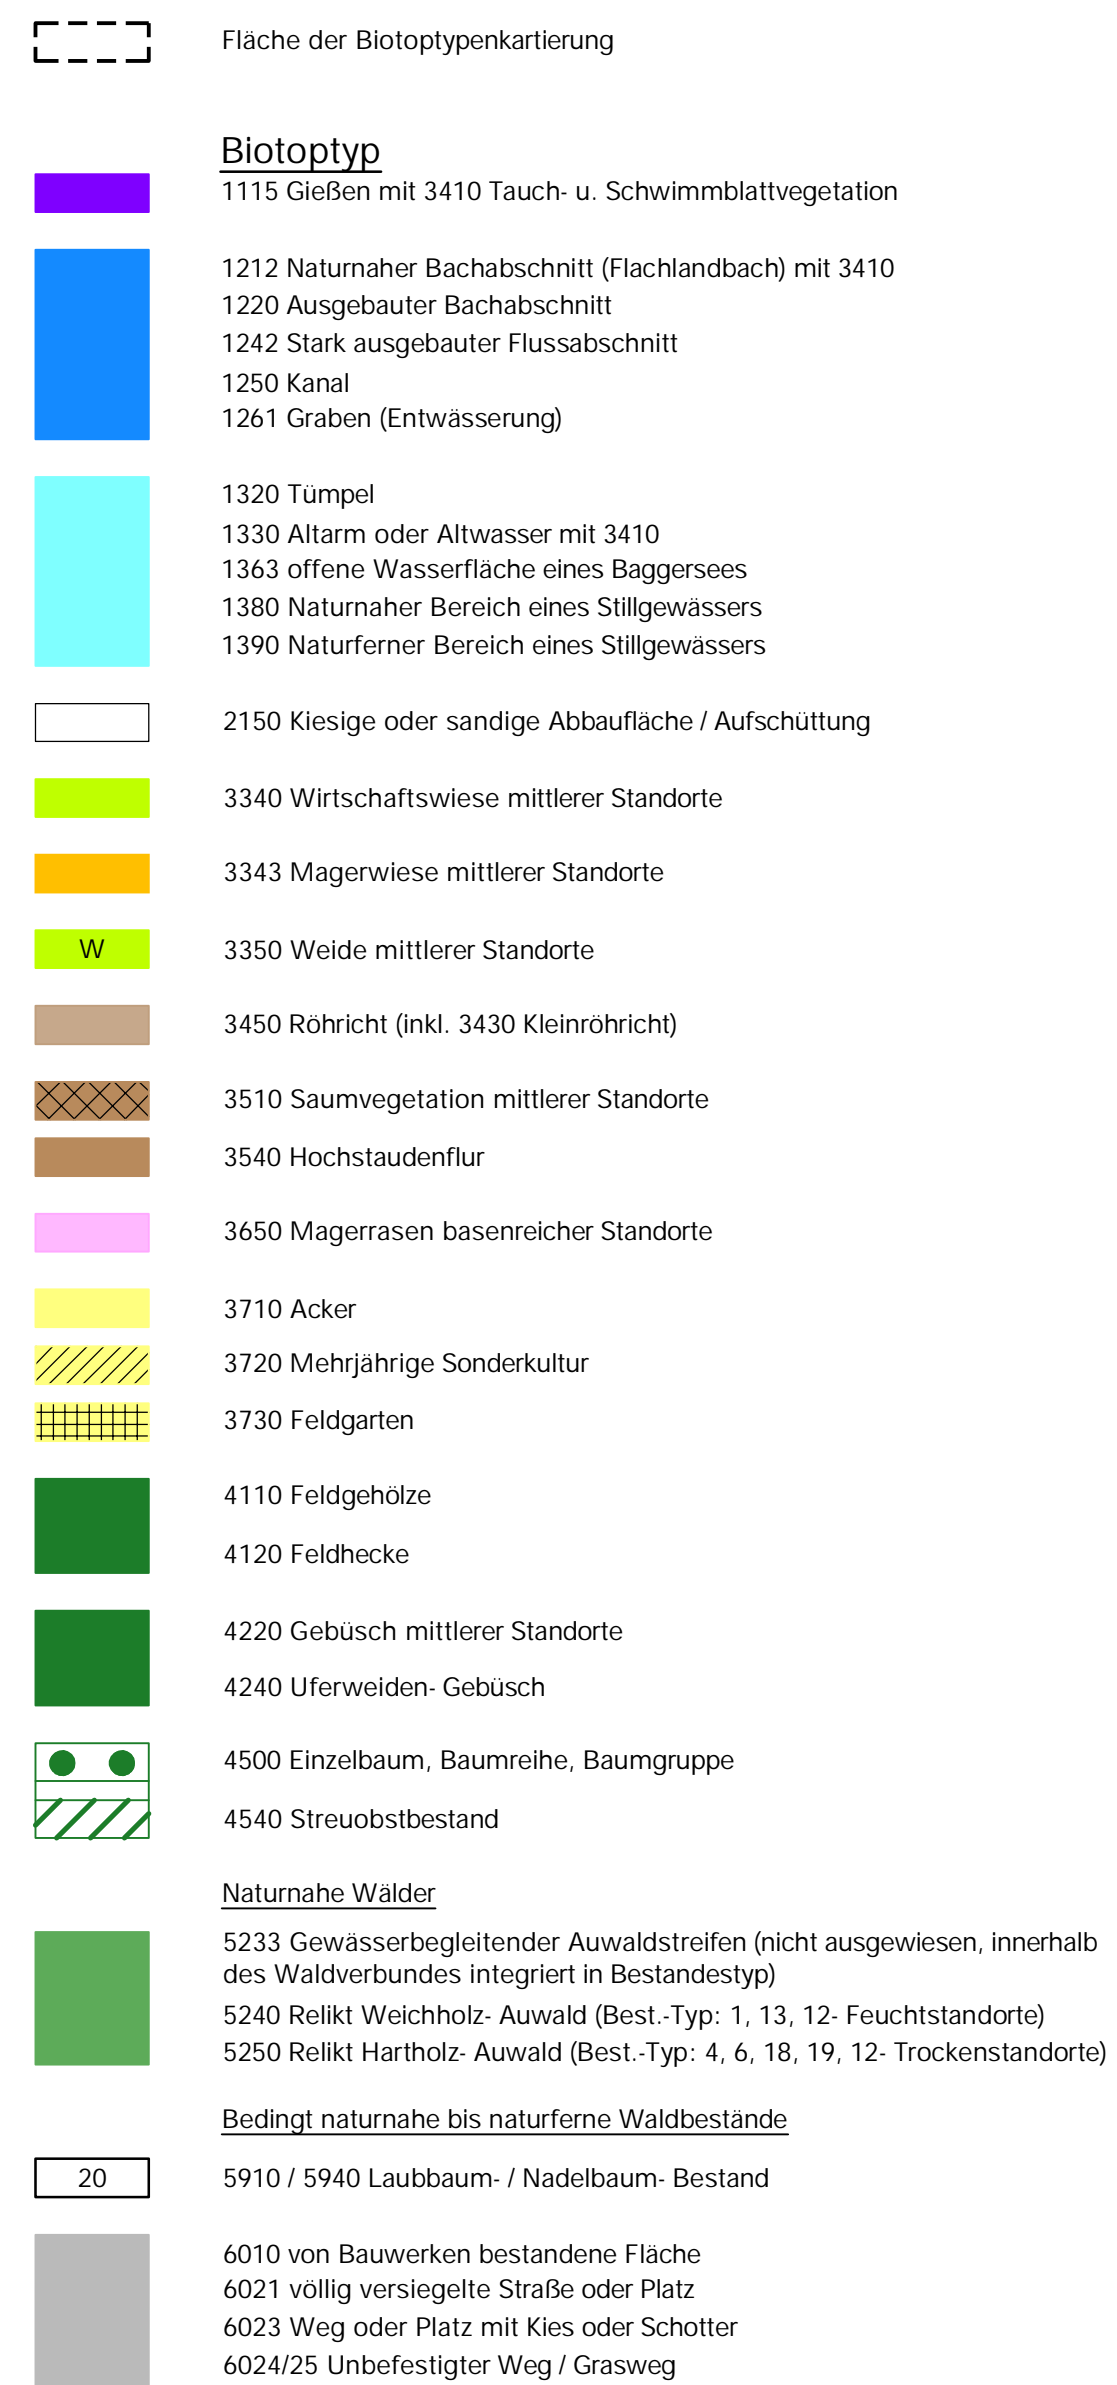 Fläche der Biotoptypenkartierung
Biotoptyp
1115 Gießen mit 3410 Tauch- u. Schwimmblattvegetation
1212 Naturnaher Bachabschnitt (Flachlandbach) mit 3410
1220 Ausgebauter Bachabschnitt
1242 Stark ausgebauter Flussabschnitt
1250 Kanal
1261 Graben (Entwässerung)
1320 Tümpel
1330 Altarm oder Altwasser mit 3410
1363 offene Wasserfläche eines Baggersees
1380 Naturnaher Bereich eines Stillgewässers
1390 Naturferner Bereich eines Stillgewässers
2150 Kiesige oder sandige Abbaufläche / Aufschüttung
3340 Wirtschaftswiese mittlerer Standorte
3343 Magerwiese mittlerer Standorte
W 3350 Weide mittlerer Standorte
3450 Röhricht (inkl. 3430 Kleinröhricht)
3510 Saumvegetation mittlerer Standorte
3540 Hochstaudenflur
3650 Magerrasen basenreicher Standorte
3710 Acker
3720 Mehrjährige Sonderkultur
3730 Feldgarten
4110 Feldgehölze
4120 Feldhecke
4220 Gebüsch mittlerer Standorte
4240 Uferweiden- Gebüsch
4500 Einzelbaum, Baumreihe, Baumgruppe
4540 Streuobstbestand
Naturnahe Wälder
5233 Gewässerbegleitender Auwaldstreifen (nicht ausgewiesen, innerhalb
des Waldverbundes integriert in Bestandestyp)
5240 Relikt Weichholz- Auwald (Best.-Typ: 1, 13, 12- Feuchtstandorte)
5250 Relikt Hartholz- Auwald (Best.-Typ: 4, 6, 18, 19, 12- Trockenstandorte)
Bedingt naturnahe bis naturferne Waldbestände
20 5910 / 5940 Laubbaum- / Nadelbaum- Bestand
6010 von Bauwerken bestandene Fläche
6021 völlig versiegelte Straße oder Platz
6023 Weg oder Platz mit Kies oder Schotter
6024/25 Unbefestigter Weg / Grasweg